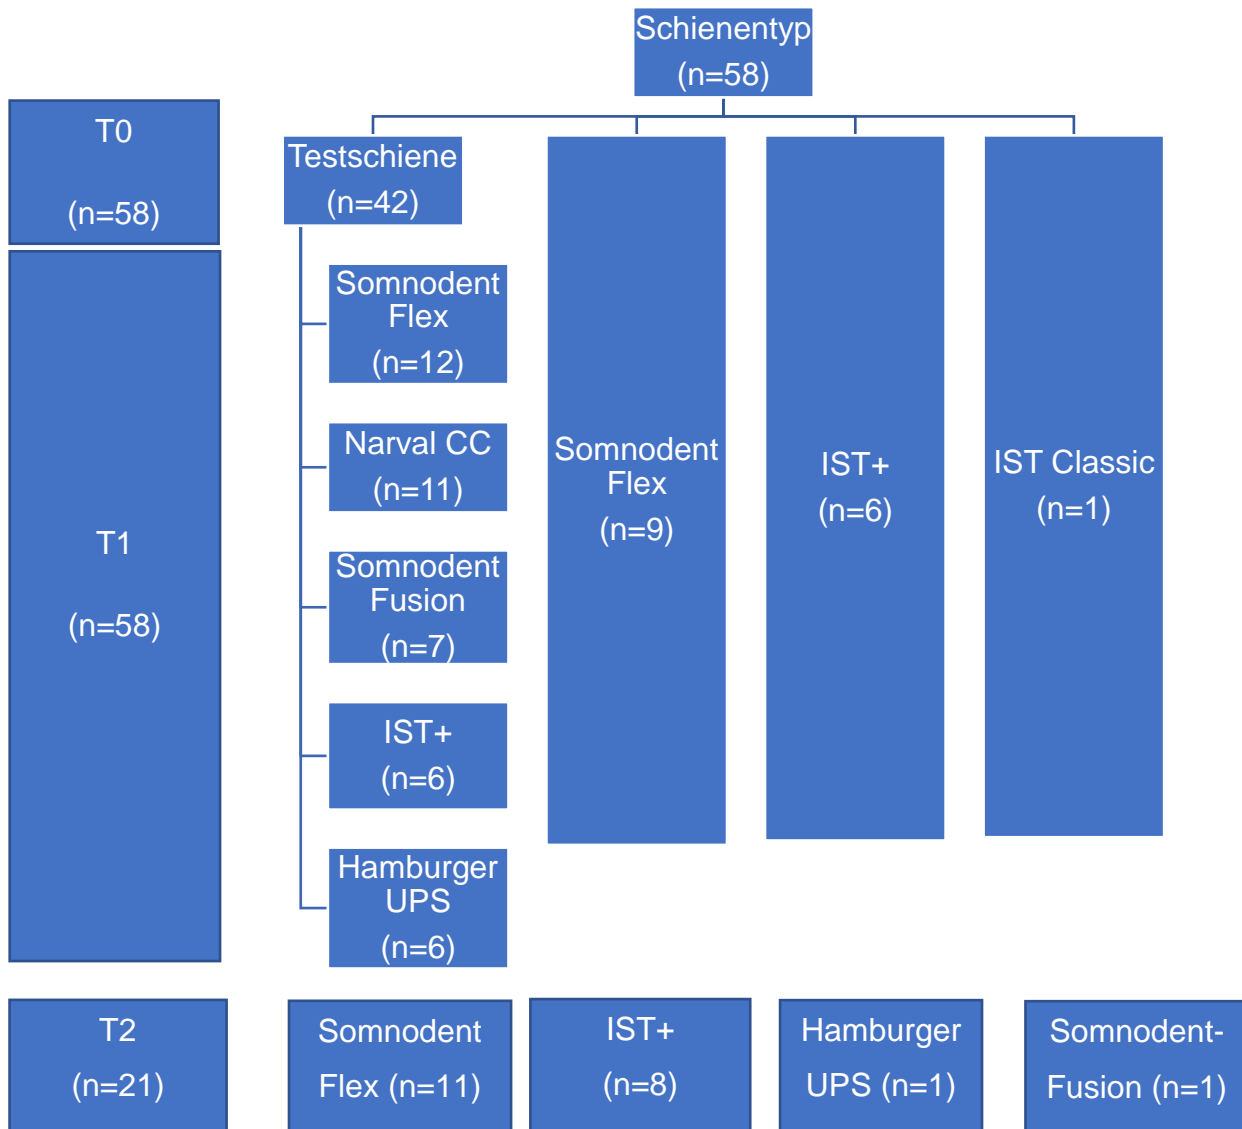 Schienentyp
(n=58)
T0
(n=58)
Testschiene
(n=42)
Somnodent
Flex
(n=12)
Narval CC
(n=11)
Somnodent
Fusion
(n=7)
IST+
(n=6)
Hamburger
UPS
(n=6)
Somnodent
Flex
(n=9)
IST+
(n=6)
IST Classic
(n=1)
T1
(n=58)
T2
(n=21)
Somnodent
Flex (n=11)
IST+
(n=8)
Hamburger
UPS (n=1)
Somnodent-
Fusion (n=1)